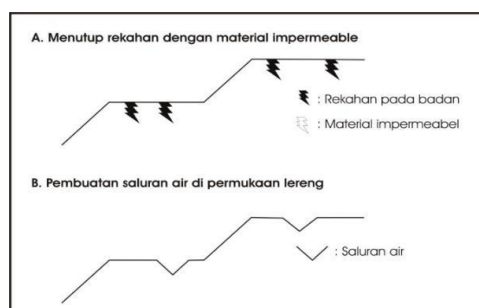 A. Menutup rekahan dengan material impermeable
: Rekahan pada badan
: Material impermeabel
B. Pembuatan saluran air di permukaan lereng
: Saluran air